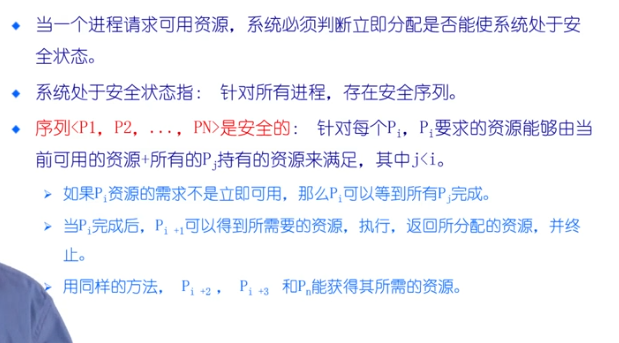 当一个进程请求可用资源，系统必须判断立即分配是否能使系统处于安
全状态。
系统处于安全状态指： 针对所有进程，存在安全序列。
序列<P1，P2，...，PN>是安全的： 针对每个Pi，Pi要求的资源能够由当
前可用的资源+所有的Pj持有的资源来满足，其中j<i。
如果Pi资源的需求不是立即可用，那么Pi可以等到所有Pj完成。
当Pi完成后，Pi +1可以得到所需要的资源，执行，返回所分配的资源，并终
止。
用同样的方法， Pi +2 ， Pi +3 和Pn能获得其所需的资源。